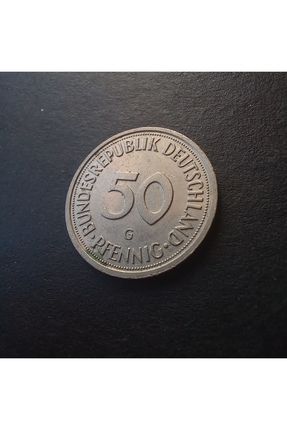 BUNDESREPUBLIK DEUTSCHLAND
50
G
· PFENNIG ·